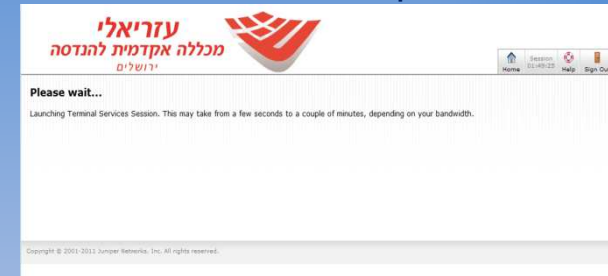 עזריאלי
מכללה אקדמית להנדסה
ירושלים
Home
Session
01:49:25
Help
Sign Ou
Please wait...
Launching Terminal Services Session. This may take from a few seconds to a couple of minutes, depending on your bandwidth.
Copyright © 2001-2011 Juniper Networks, Inc. All rights reserved.